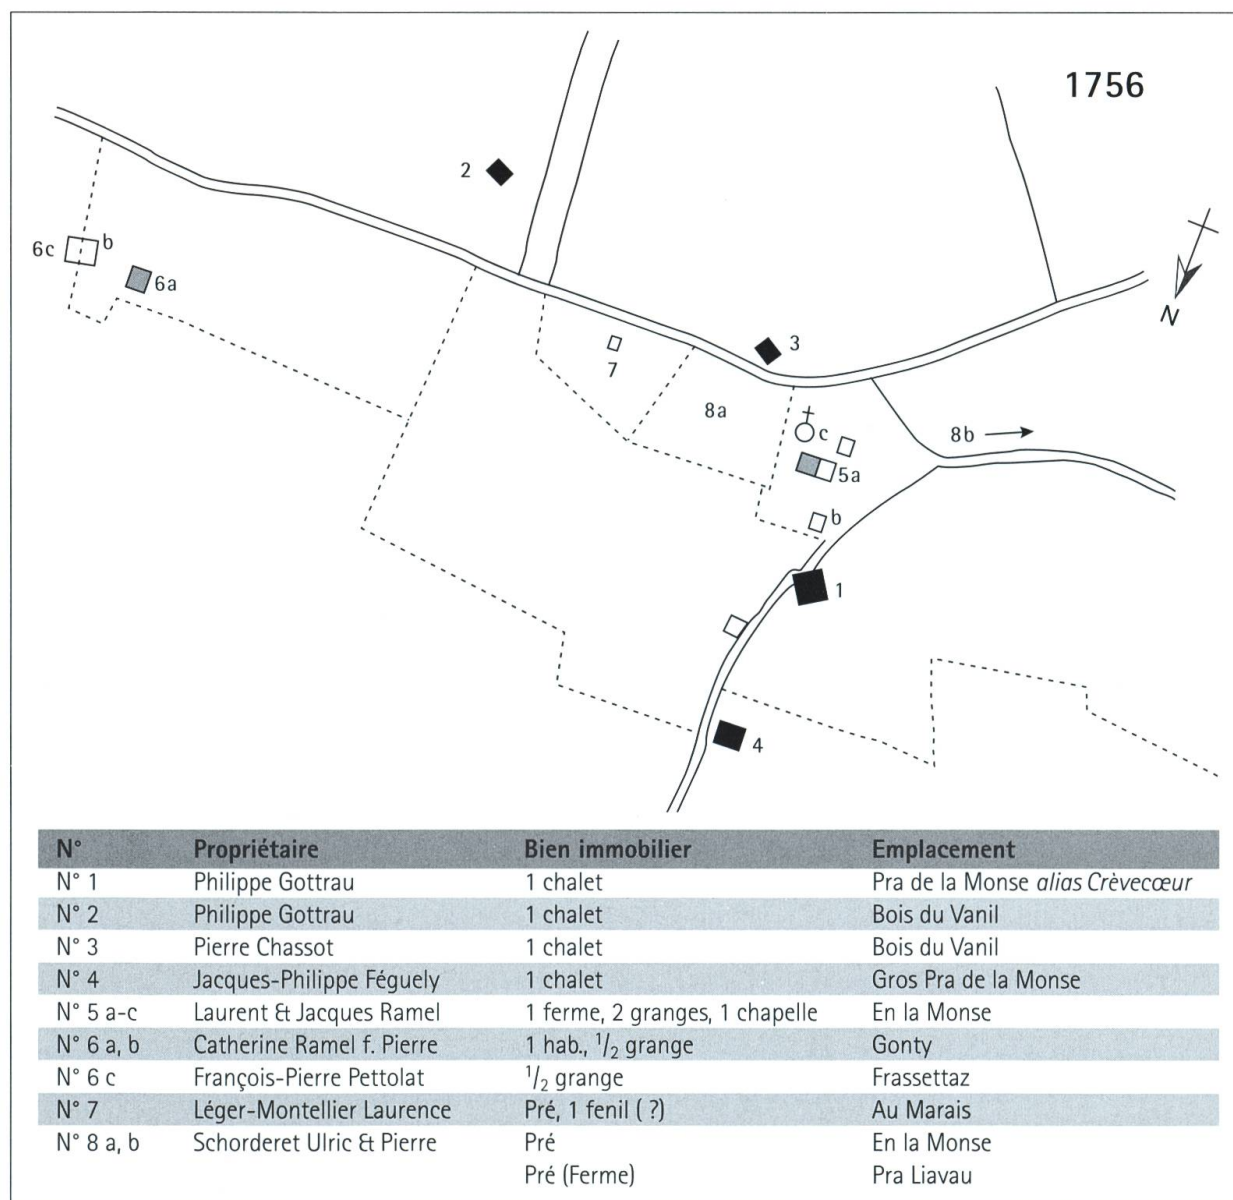 1756
2
6c
b
6a
N
3
7
8a
c
8b
5a
b
1
4
N° Propriétaire Bien immobilier Emplacement
N° 1 Philippe Gottrau 1 chalet Pra de la Monse alias Crèvecœur
N° 2 Philippe Gottrau 1 chalet Bois du Vanil
N° 3 Pierre Chassot 1 chalet Bois du Vanil
N° 4 Jacques-Philippe Féguely 1 chalet Gros Pra de la Monse
N° 5 a-c Laurent & Jacques Ramel 1 ferme, 2 granges, 1 chapelle En la Monse
N° 6 a, b Catherine Ramel f. Pierre 1 hab., 1/2 grange Gonty
N° 6 c François-Pierre Pettolat 1/2 grange Frassettaz
N° 7 Léger-Montellier Laurence Pré, 1 fenil ( ?) Au Marais
N° 8 a, b Schorderet Ulric & Pierre Pré En la Monse
Pré (Ferme) Pra Liavau